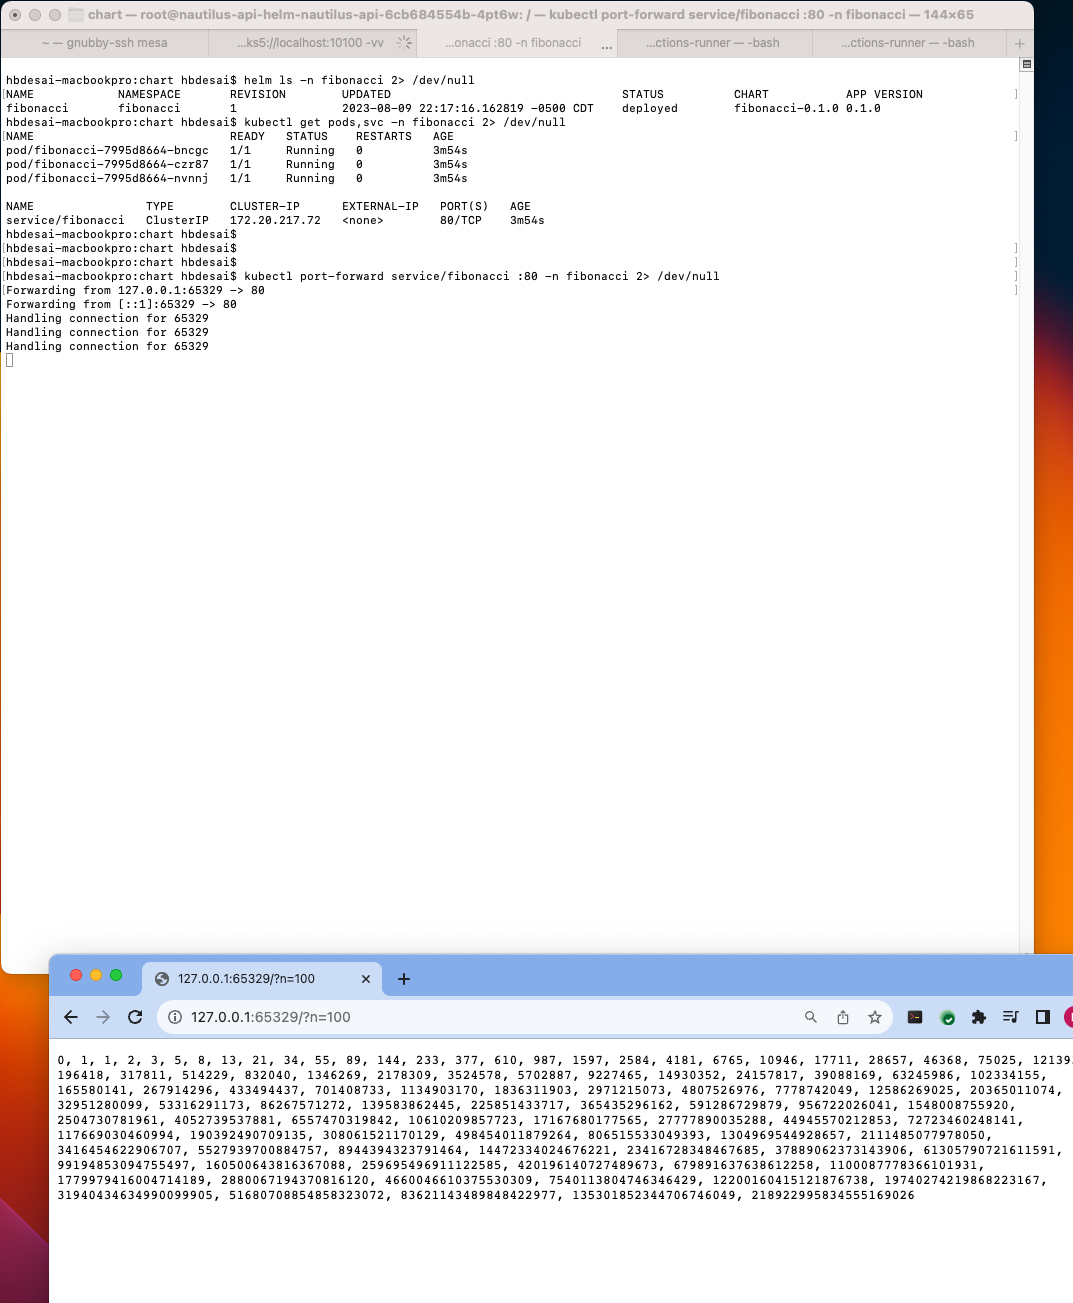 chart — root@nautilus-api-helm-nautilus-api-6cb684554b-4pt6w: / — kubectl port-forward service/fibonacci :80 -n fibonacci — 144×65
~ — gnubby-ssh mesa ...ks5://localhost:10100 -vv ...onacci :80 -n fibonacci ... ...ctions-runner — -bash ...ctions-runner — -bash +
hbdesai-macbookpro:chart hbdesai$ helm ls -n fibonacci 2> /dev/null
[NAME NAMESPACE REVISION UPDATED STATUS CHART APP VERSION ]
fibonacci fibonacci 1 2023-08-09 22:17:16.162819 -0500 CDT deployed fibonacci-0.1.0 0.1.0
hbdesai-macbookpro:chart hbdesai$ kubectl get pods,svc -n fibonacci 2> /dev/null
[NAME READY STATUS RESTARTS AGE ]
pod/fibonacci-7995d8664-bncgc 1/1 Running 0 3m54s
pod/fibonacci-7995d8664-czr87 1/1 Running 0 3m54s
pod/fibonacci-7995d8664-nvnnj 1/1 Running 0 3m54s
NAME TYPE CLUSTER-IP EXTERNAL-IP PORT(S) AGE
service/fibonacci ClusterIP 172.20.217.72 <none> 80/TCP 3m54s
hbdesai-macbookpro:chart hbdesai$
[hbdesai-macbookpro:chart hbdesai$ ]
[hbdesai-macbookpro:chart hbdesai$ ]
[hbdesai-macbookpro:chart hbdesai$ kubectl port-forward service/fibonacci :80 -n fibonacci 2> /dev/null ]
[Forwarding from 127.0.0.1:65329 -> 80 ]
Forwarding from [::1]:65329 -> 80
Handling connection for 65329
Handling connection for 65329
Handling connection for 65329
127.0.0.1:65329/?n=100
127.0.0.1:65329/?n=100
0, 1, 1, 2, 3, 5, 8, 13, 21, 34, 55, 89, 144, 233, 377, 610, 987, 1597, 2584, 4181, 6765, 10946, 17711, 28657, 46368, 75025, 12139
196418, 317811, 514229, 832040, 1346269, 2178309, 3524578, 5702887, 9227465, 14930352, 24157817, 39088169, 63245986, 102334155,
165580141, 267914296, 433494437, 701408733, 1134903170, 1836311903, 2971215073, 4807526976, 7778742049, 12586269025, 20365011074,
32951280099, 53316291173, 86267571272, 139583862445, 225851433717, 365435296162, 591286729879, 956722026041, 1548008755920,
2504730781961, 4052739537881, 6557470319842, 10610209857723, 17167680177565, 27777890035288, 44945570212853, 72723460248141,
117669030460994, 190392490709135, 308061521170129, 498454011879264, 806515533049393, 1304969544928657, 2111485077978050,
3416454622906707, 5527939700884757, 8944394323791464, 14472334024676221, 23416728348467685, 37889062373143906, 61305790721611591,
99194853094755497, 160500643816367088, 259695496911122585, 420196140727489673, 679891637638612258, 1100087778366101931,
1779979416004714189, 2880067194370816120, 4660046610375530309, 7540113804746346429, 12200160415121876738, 19740274219868223167,
31940434634990099905, 51680708854858323072, 83621143489848422977, 135301852344706746049, 218922995834555169026